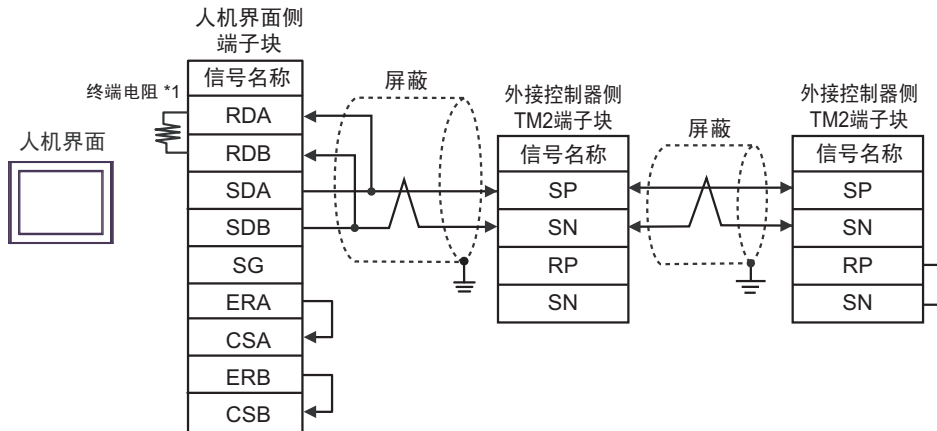 人机界面侧
端子块
信号名称
终端电阻 *1
RDA
RDB
SDA
SDB
SG
ERA
CSA
ERB
CSB
人机界面
屏蔽
外接控制器侧
TM2端子块
信号名称
SP
SN
RP
SN
屏蔽
外接控制器侧
TM2端子块
信号名称
SP
SN
RP
SN